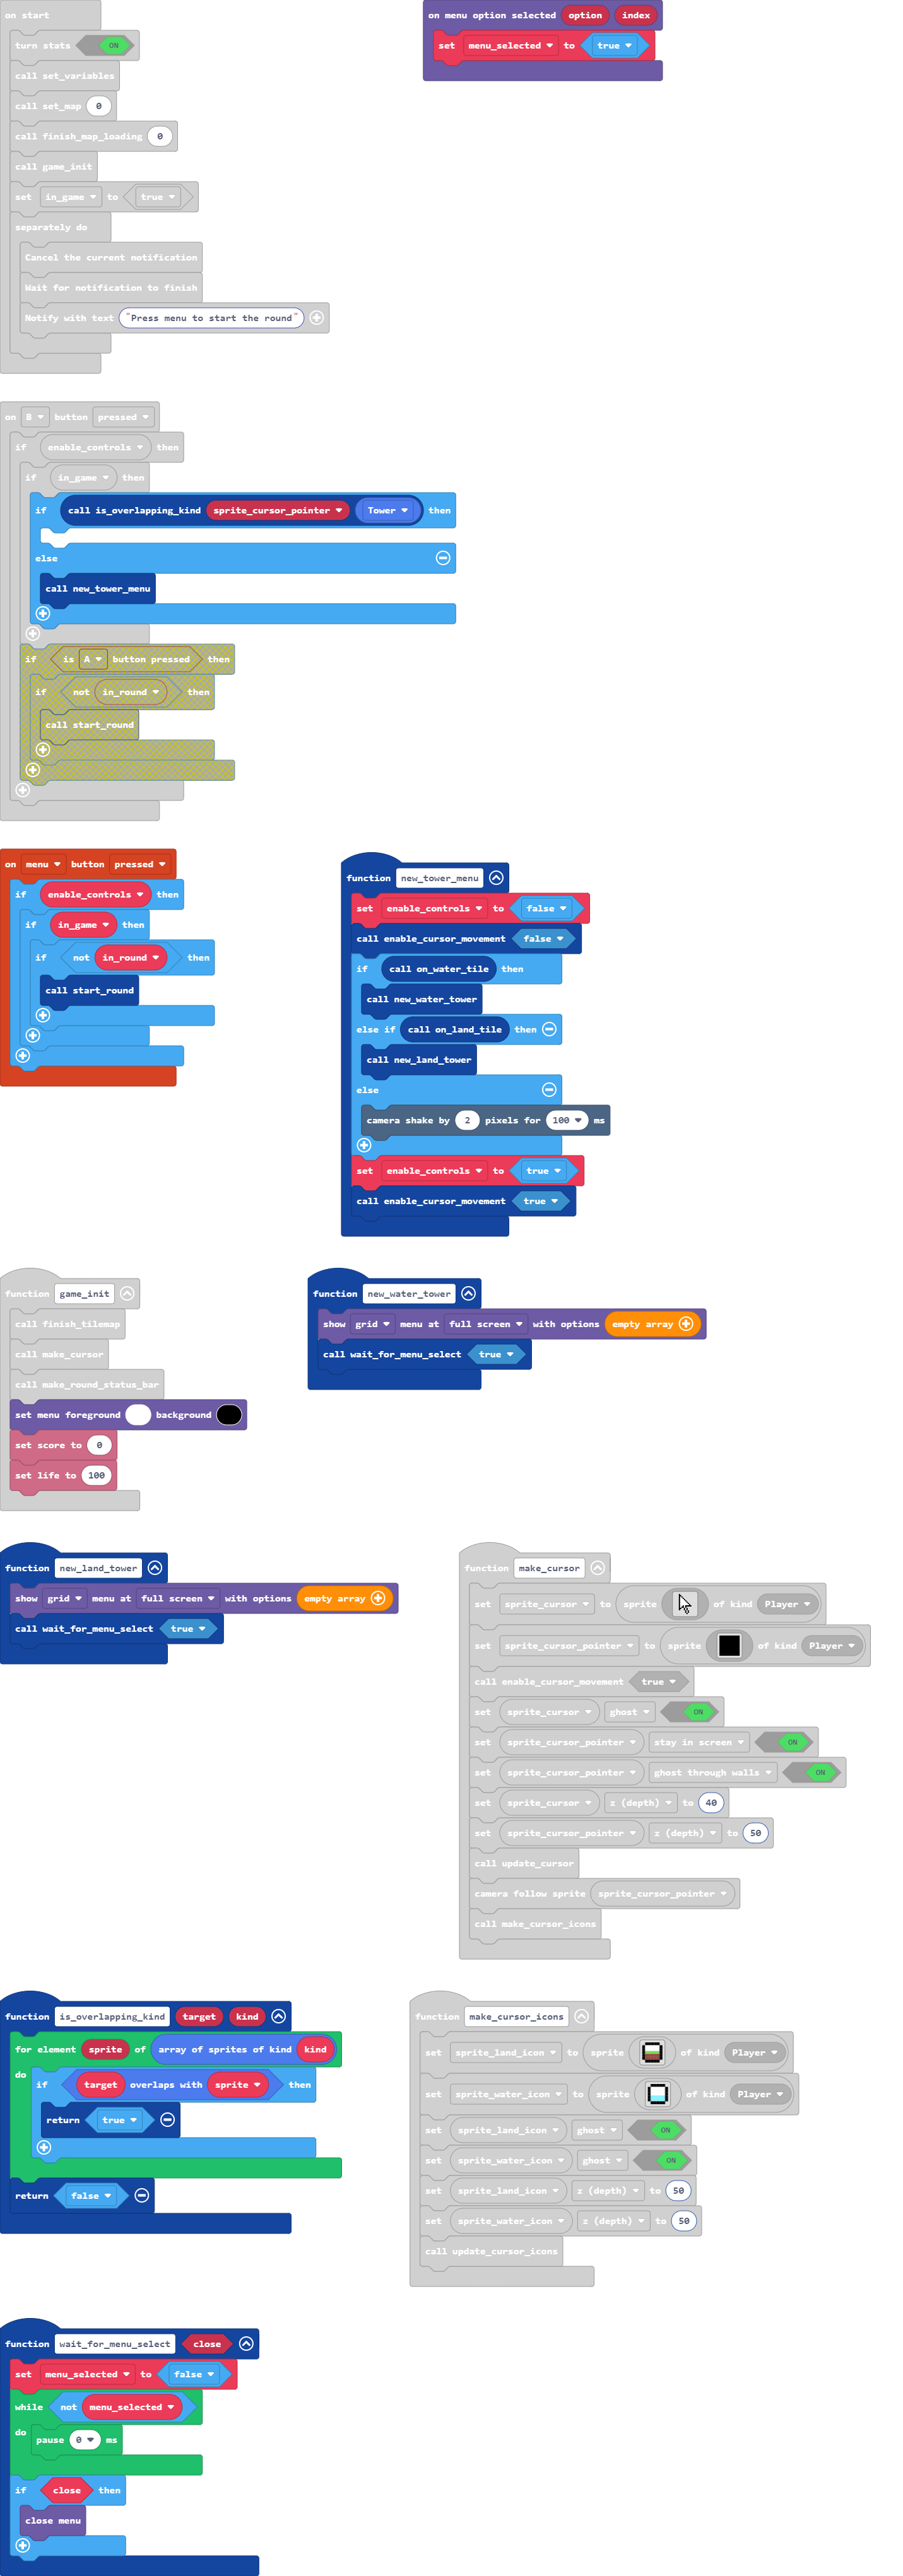 on start
turn stats ON
call set_variables
call set_map 0
call finish_map_loading 0
call game_init
set in_game to true
separately do
Cancel the current notification
Wait for notification to finish
Notify with text "Press menu to start the round"
on menu option selected option index
set menu_selected to true
on B button pressed
if enable_controls then
if in_game then
if call is_overlapping_kind sprite_cursor_pointer Tower then
else
call new_tower_menu
if is A button pressed then
if not in_round then
call start_round
on menu button pressed
if enable_controls then
if in_game then
if not in_round then
call start_round
function new_tower_menu
set enable_controls to false
call enable_cursor_movement false
if call on_water_tile then
call new_water_tower
else if call on_land_tile then
call new_land_tower
else
camera shake by 2 pixels for 100 ms
set enable_controls to true
call enable_cursor_movement true
function game_init
call finish_tilemap
call make_cursor
call make_round_status_bar
set menu foreground background
set score to 0
set life to 100
function new_water_tower
show grid menu at full screen with options empty array
call wait_for_menu_select true
function new_land_tower
show grid menu at full screen with options empty array
call wait_for_menu_select true
function make_cursor
set sprite_cursor to sprite of kind Player
set sprite_cursor_pointer to sprite of kind Player
call enable_cursor_movement true
set sprite_cursor ghost ON
set sprite_cursor_pointer stay in screen ON
set sprite_cursor_pointer ghost through walls ON
set sprite_cursor z (depth) to 40
set sprite_cursor_pointer z (depth) to 50
call update_cursor
camera follow sprite sprite_cursor_pointer
call make_cursor_icons
function is_overlapping_kind target kind
for element sprite of array of sprites of kind kind
do
if target overlaps with sprite then
return true
return false
function make_cursor_icons
set sprite_land_icon to sprite of kind Player
set sprite_water_icon to sprite of kind Player
set sprite_land_icon ghost ON
set sprite_water_icon ghost ON
set sprite_land_icon z (depth) to 50
set sprite_water_icon z (depth) to 50
call update_cursor_icons
function wait_for_menu_select close
set menu_selected to false
while not menu_selected
do
pause 0 ms
if close then
close menu